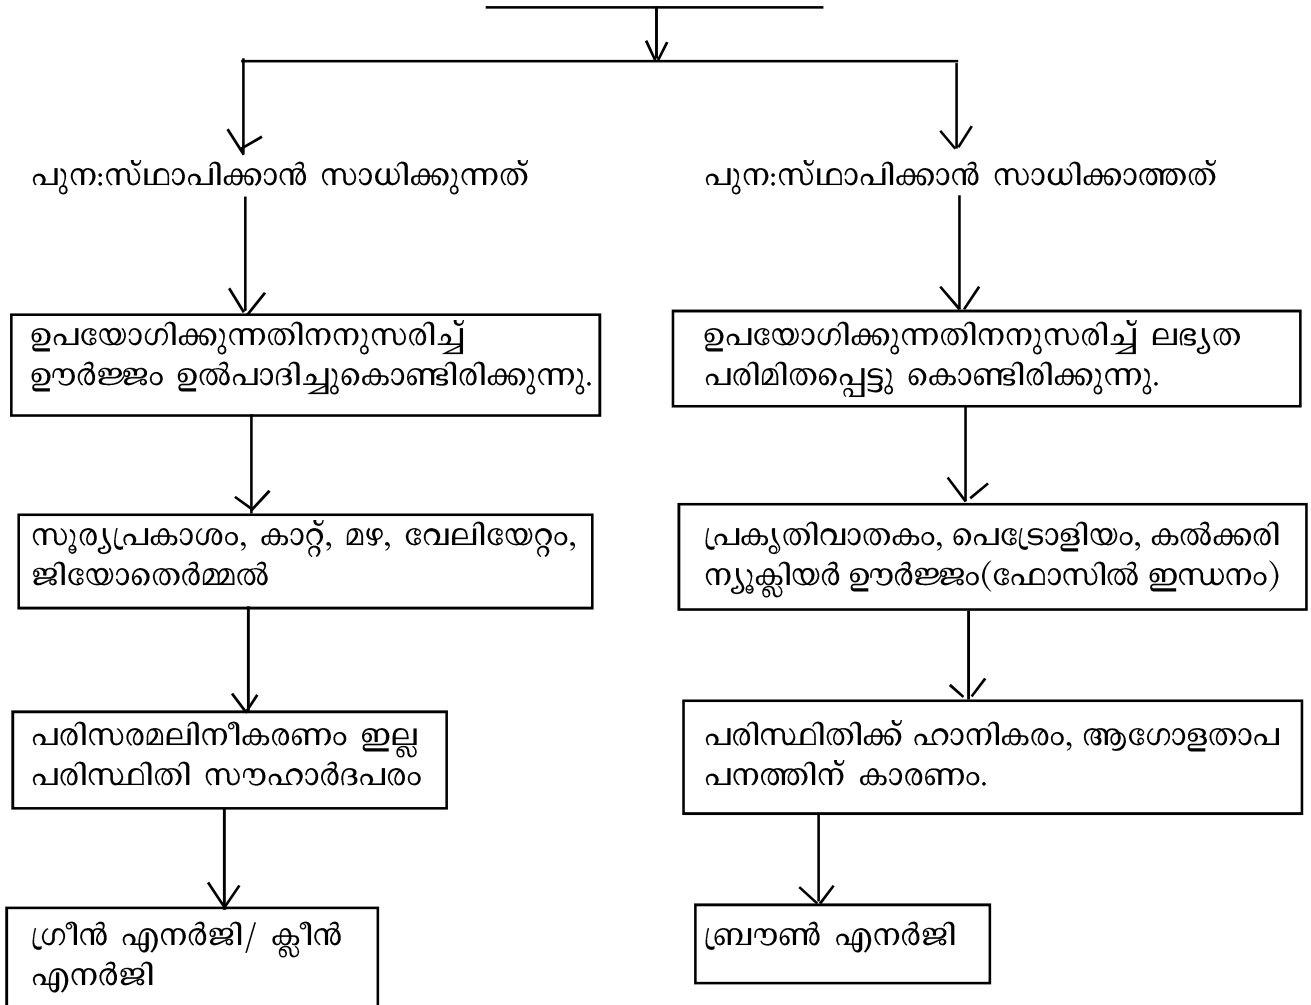 പുന:സ്ഥാപിക്കാൻ സാധിക്കുന്നത്
പുന:സ്ഥാപിക്കാൻ സാധിക്കാത്തത്
ഉപയോഗിക്കുന്നതിനനുസരിച്ച്
ഊർജ്ജം ഉൽപാദിച്ചുകൊണ്ടിരിക്കുന്നു.
ഉപയോഗിക്കുന്നതിനനുസരിച്ച് ലഭ്യത
പരിമിതപ്പെട്ടു കൊണ്ടിരിക്കുന്നു.
സൂര്യപ്രകാശം, കാറ്റ്, മഴ, വേലിയേറ്റം,
ജിയോതെർമ്മൽ
പ്രകൃതിവാതകം, പെട്രോളിയം, കൽക്കരി
ന്യൂക്ലിയർ ഊർജ്ജം(ഫോസിൽ ഇന്ധനം)
പരിസരമലിനീകരണം ഇല്ല
പരിസ്ഥിതി സൗഹാർദപരം
പരിസ്ഥിതിക്ക് ഹാനികരം, ആഗോളതാപ
പനത്തിന് കാരണം.
ഗ്രീൻ എനർജി/ ക്ലീൻ
എനർജി
ബ്രൗൺ എനർജി